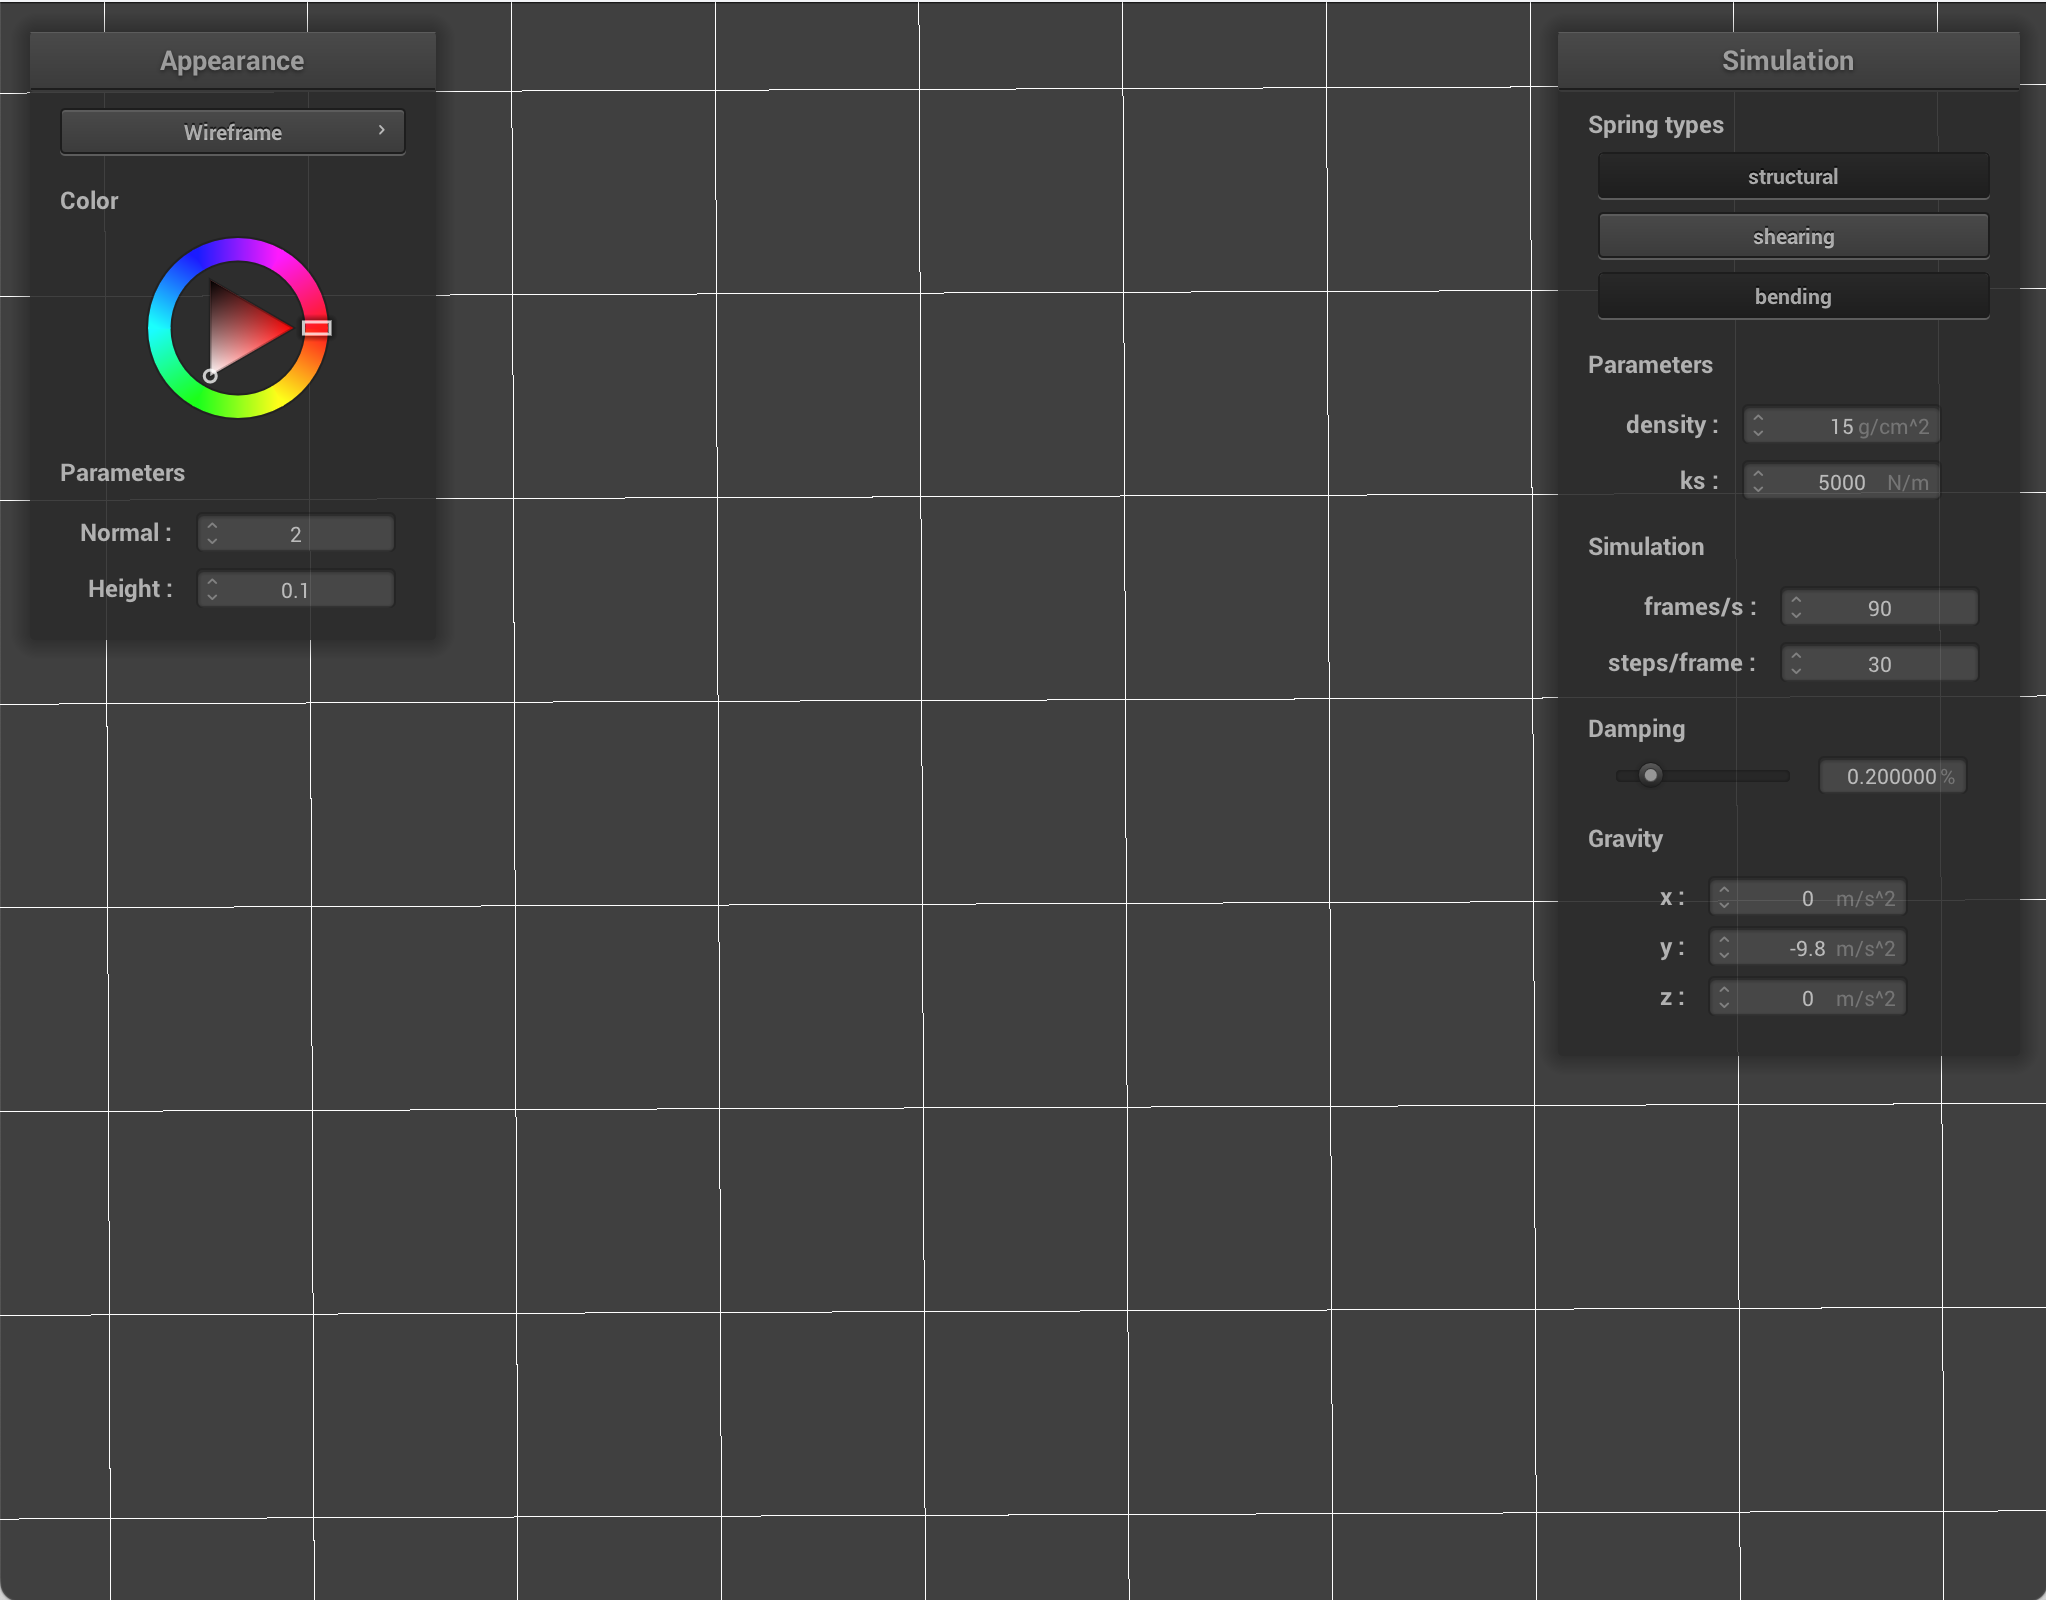 Appearance
Wireframe
Color
Parameters
Normal : 2
Height : 0.1
Simulation
Spring types
structural
shearing
bending
Parameters
density : 15 g/cm^2
ks : 5000 N/m
Simulation
frames/s : 90
steps/frame : 30
Damping
0.200000 %
Gravity
x : 0 m/s^2
y : -9.8 m/s^2
z : 0 m/s^2